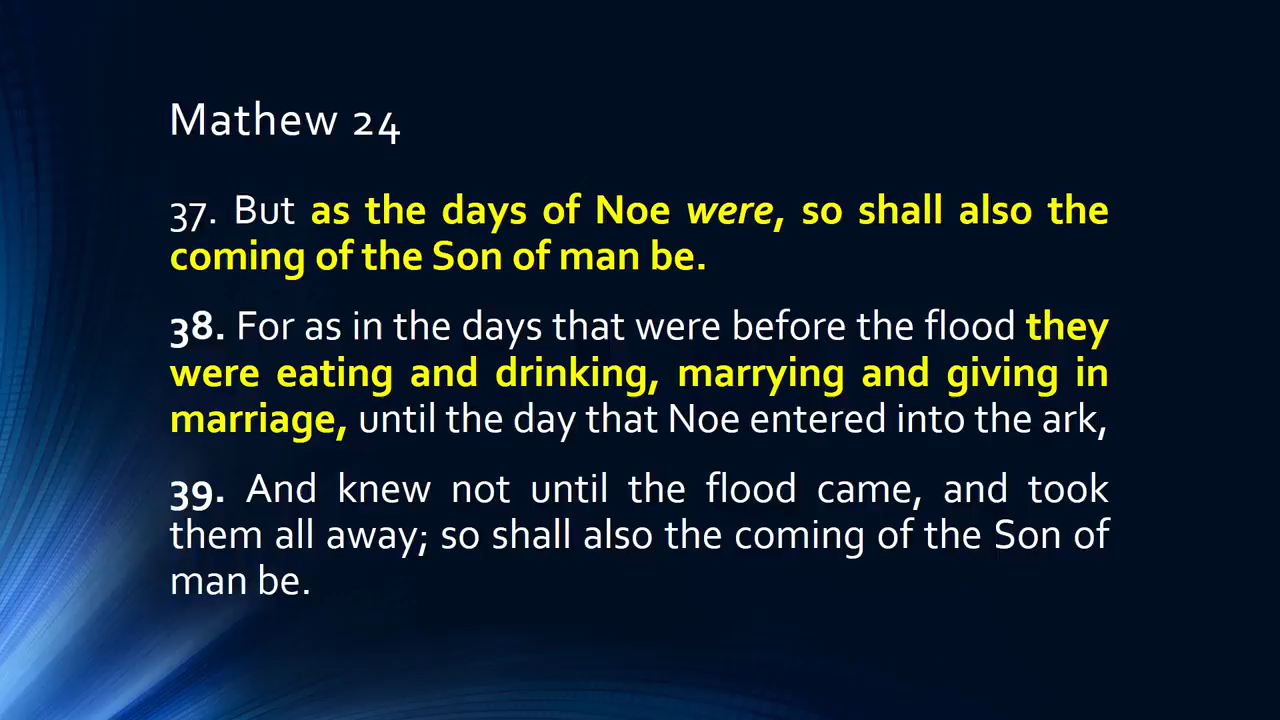 Mathew 24
37. But as the days of Noe were, so shall also the
coming of the Son of man be.
38. For as in the days that were before the flood they
were eating and drinking, marrying and giving in
marriage, until the day that Noe entered into the ark,
39. And knew not until the flood came, and took
them all away; so shall also the coming of the Son of
man be.